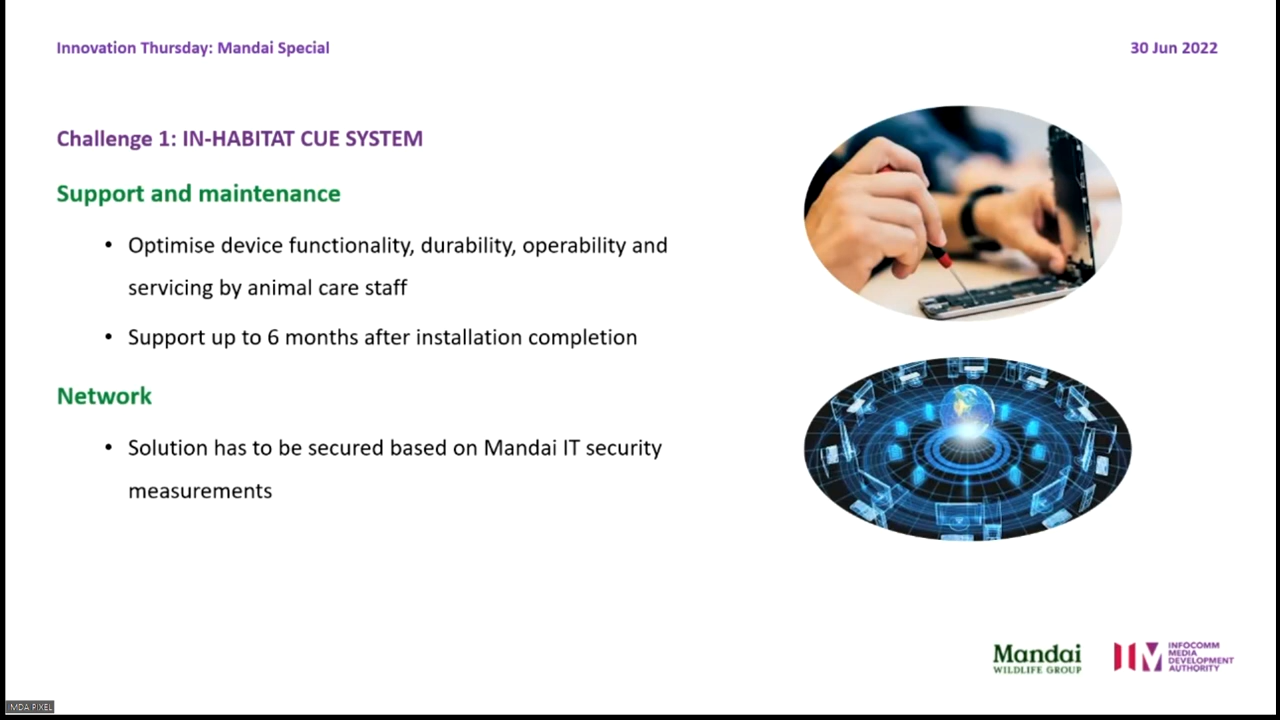 Innovation Thursday: Mandai Special
30 Jun 2022
Challenge 1: IN-HABITAT CUE SYSTEM
Support and maintenance
• Optimise device functionality, durability, operability and
servicing by animal care staff
• Support up to 6 months after installation completion
Network
• Solution has to be secured based on Mandai IT security
measurements
Mandai
WILDLIFE GROUP
INFOCOMM
MEDIA
DEVELOPMENT
AUTHORITY
IMDA PIXEL